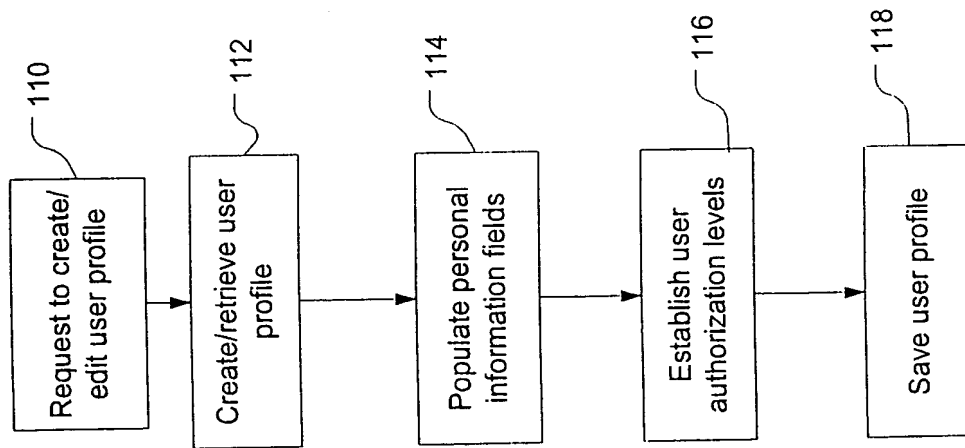 110
Request to create/
edit user profile
112
Create/retrieve user
profile
114
Populate personal
information fields
116
Establish user
authorization levels
118
Save user profile